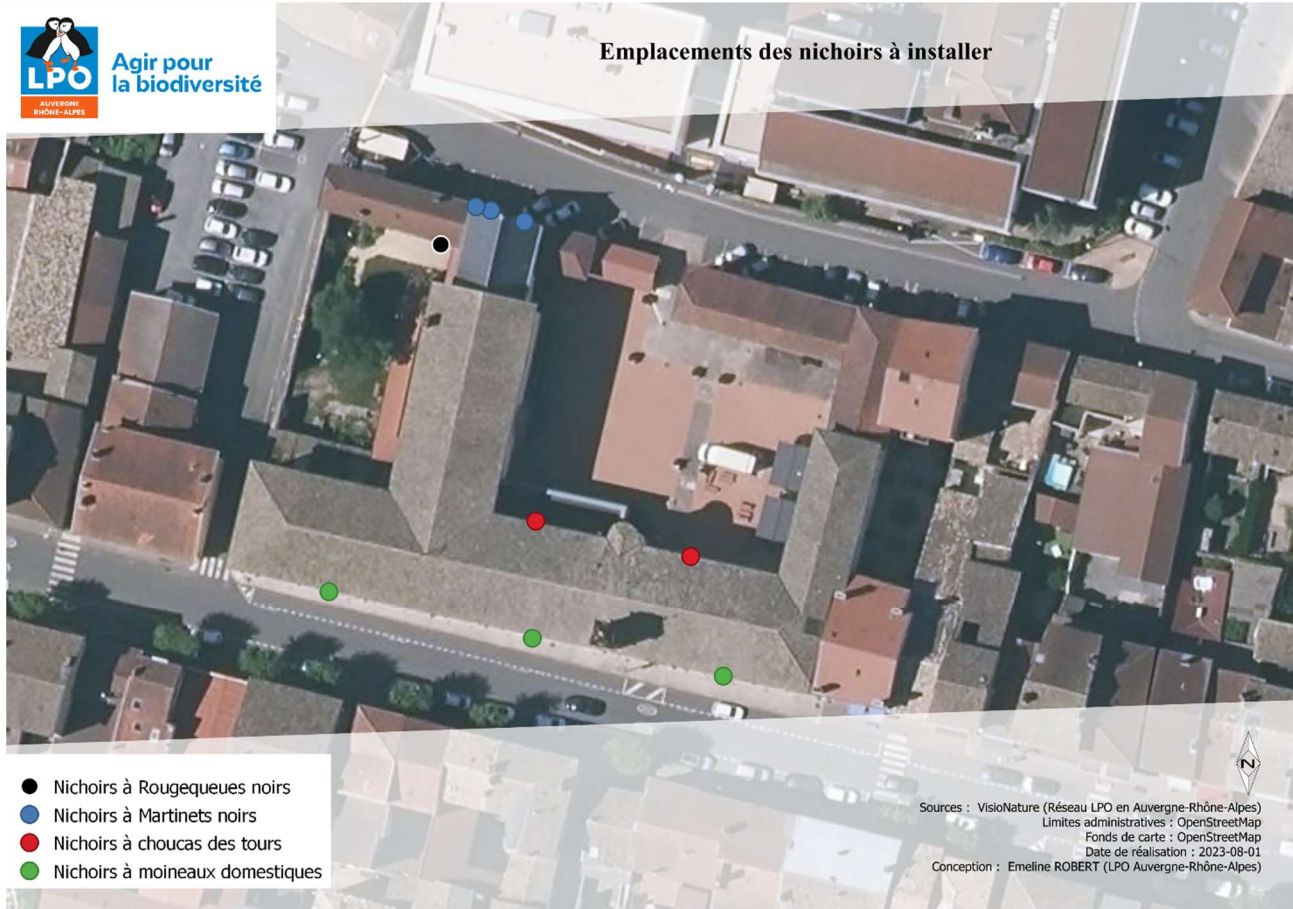 LPO
AUVERGNE
RHÔNE-ALPES
Agir pour
la biodiversité
Emplacements des nichoirs à installer
Nichoirs à Rougequeues noirs
Nichoirs à Martinets noirs
Nichoirs à choucas des tours
Nichoirs à moineaux domestiques
N
Sources : VisioNature (Réseau LPO en Auvergne-Rhône-Alpes)
Limites administratives : OpenStreetMap
Fonds de carte : OpenStreetMap
Date de réalisation : 2023-08-01
Conception : Emeline ROBERT (LPO Auvergne-Rhône-Alpes)